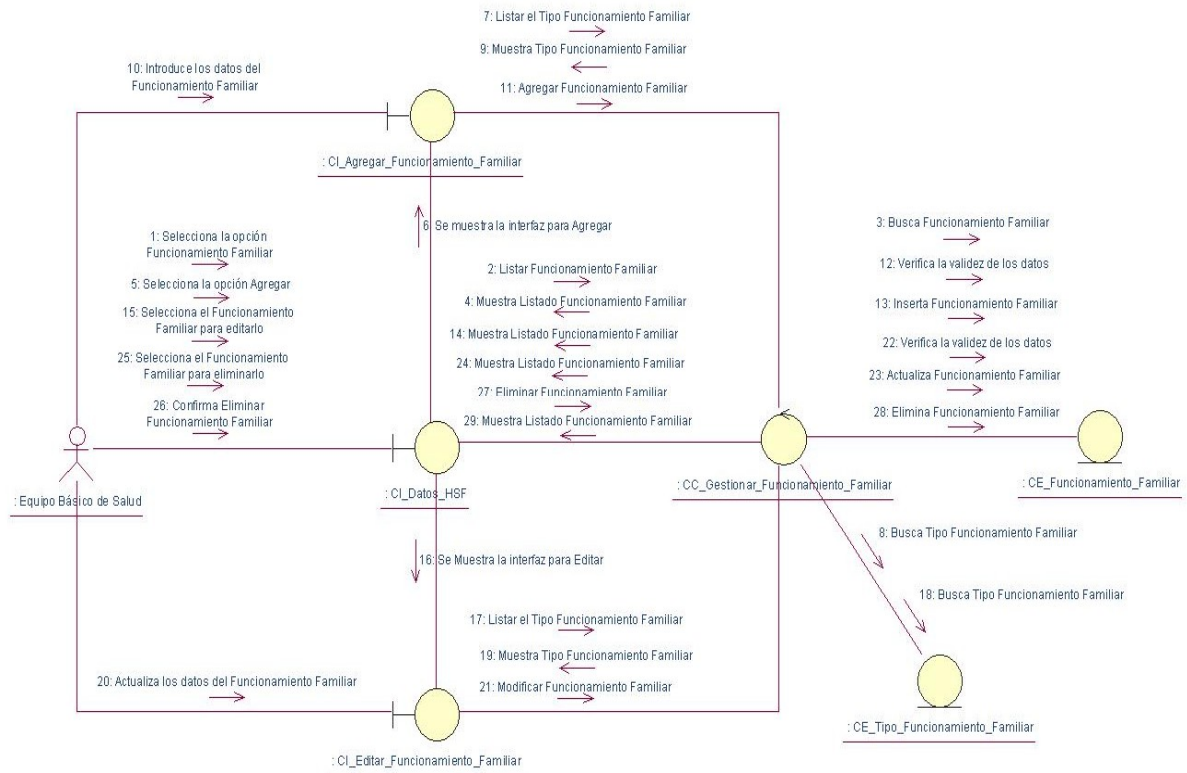 7: Listar el Tipo Funcionamiento Familiar
9: Muestra Tipo Funcionamiento Familiar
11: Agregar Funcionamiento Familiar
10: Introduce los datos del
Funcionamiento Familiar
: CI_Agregar_Funcionamiento_Familiar
6: Se muestra la interfaz para Agregar
1: Selecciona la opción
Funcionamiento Familiar
5: Selecciona la opción Agregar
15: Selecciona el Funcionamiento
Familiar para editarlo
25: Selecciona el Funcionamiento
Familiar para eliminarlo
26: Confirma Eliminar
Funcionamiento Familiar
2: Listar Funcionamiento Familiar
4: Muestra Listado Funcionamiento Familiar
14: Muestra Listado Funcionamiento Familiar
24: Muestra Listado Funcionamiento Familiar
27: Eliminar Funcionamiento Familiar
29: Muestra Listado Funcionamiento Familiar
3: Busca Funcionamiento Familiar
12: Verifica la validez de los datos
13: Inserta Funcionamiento Familiar
22: Verifica la validez de los datos
23: Actualiza Funcionamiento Familiar
28: Elimina Funcionamiento Familiar
: Equipo Básico de Salud
: CI_Datos_HSF
: CC_Gestionar_Funcionamiento_Familiar
: CE_Funcionamiento_Familiar
8: Busca Tipo Funcionamiento Familiar
16: Se Muestra la interfaz para Editar
18: Busca Tipo Funcionamiento Familiar
17: Listar el Tipo Funcionamiento Familiar
19: Muestra Tipo Funcionamiento Familiar
21: Modificar Funcionamiento Familiar
20: Actualiza los datos del Funcionamiento Familiar
: CE_Tipo_Funcionamiento_Familiar
: CI_Editar_Funcionamiento_Familiar